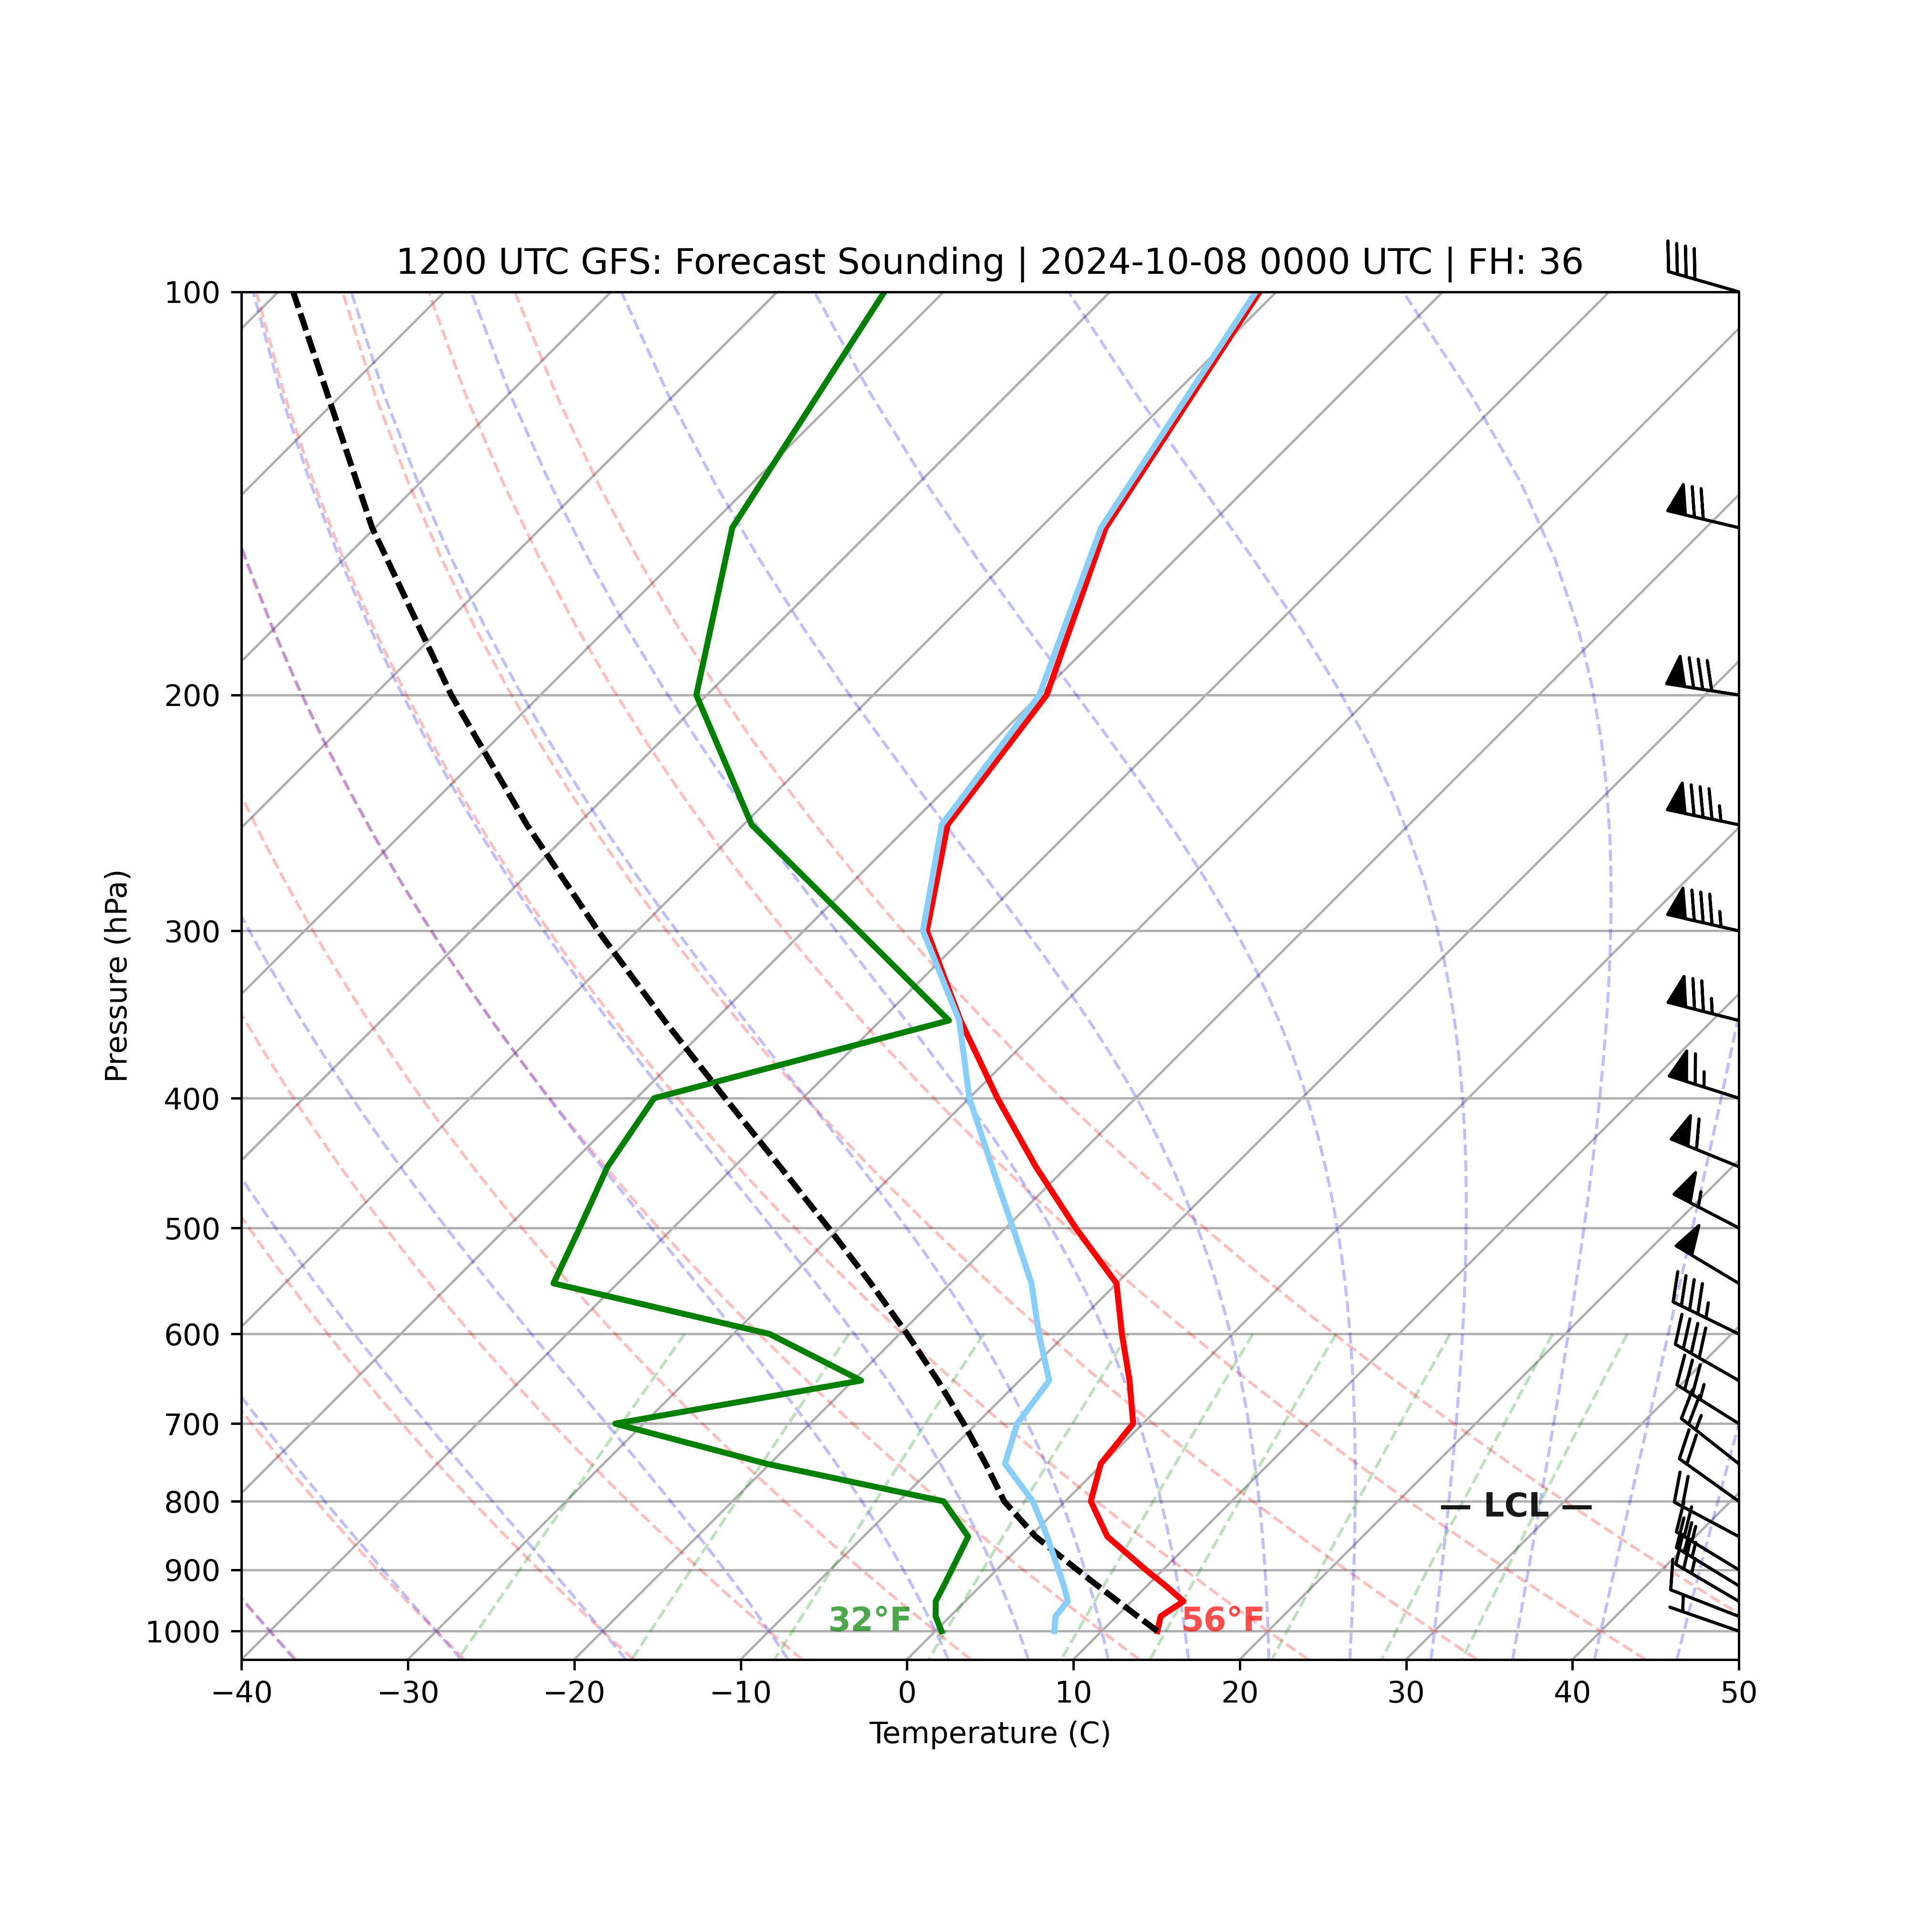 1200 UTC GFS: Forecast Sounding | 2024-10-08 0000 UTC | FH: 36
100
200
300
400
500
600
700
800
900
1000
Pressure (hPa)
— LCL —
32°F
56°F
−40 −30 −20 −10 0 10 20 30 40 50
Temperature (C)